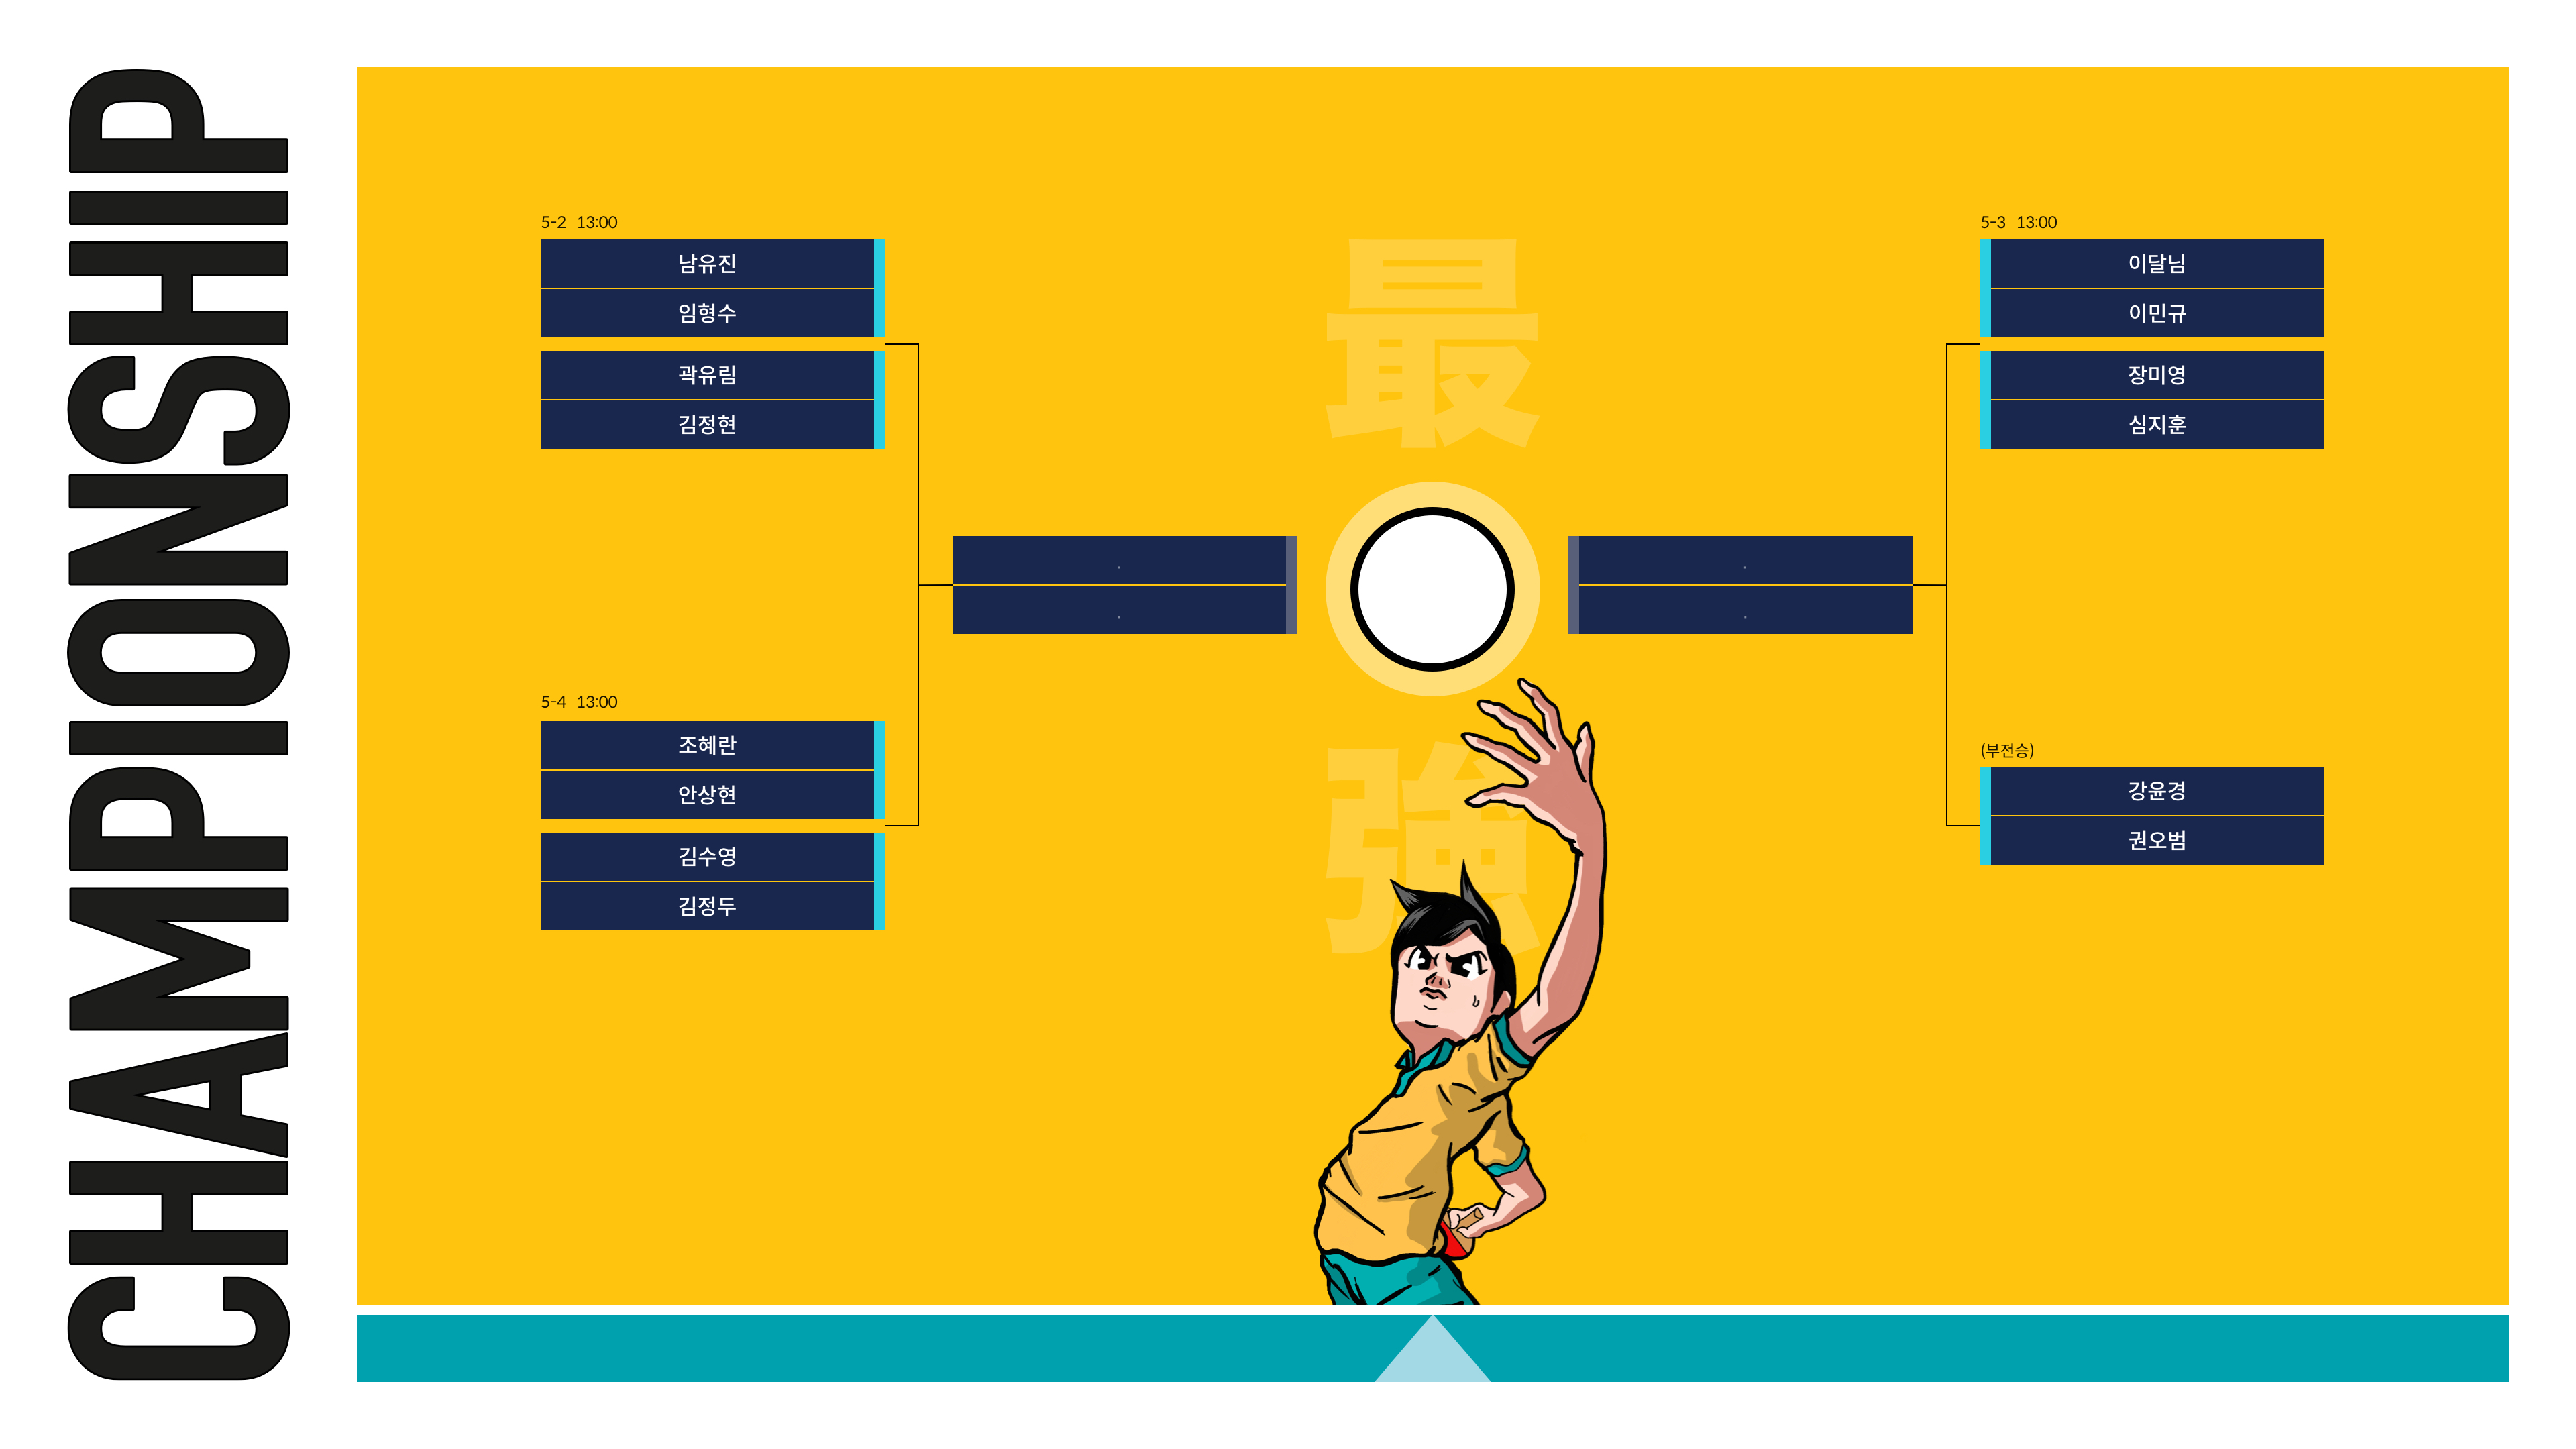 CHAMPIONSHIP
5-2 13:00
남유진
임형수
곽유림
김정현
5-4 13:00
조혜란
안상현
김수영
김정두
最
強
5-3 13:00
이달님
이민규
장미영
심지훈
(부전승)
강윤경
권오범